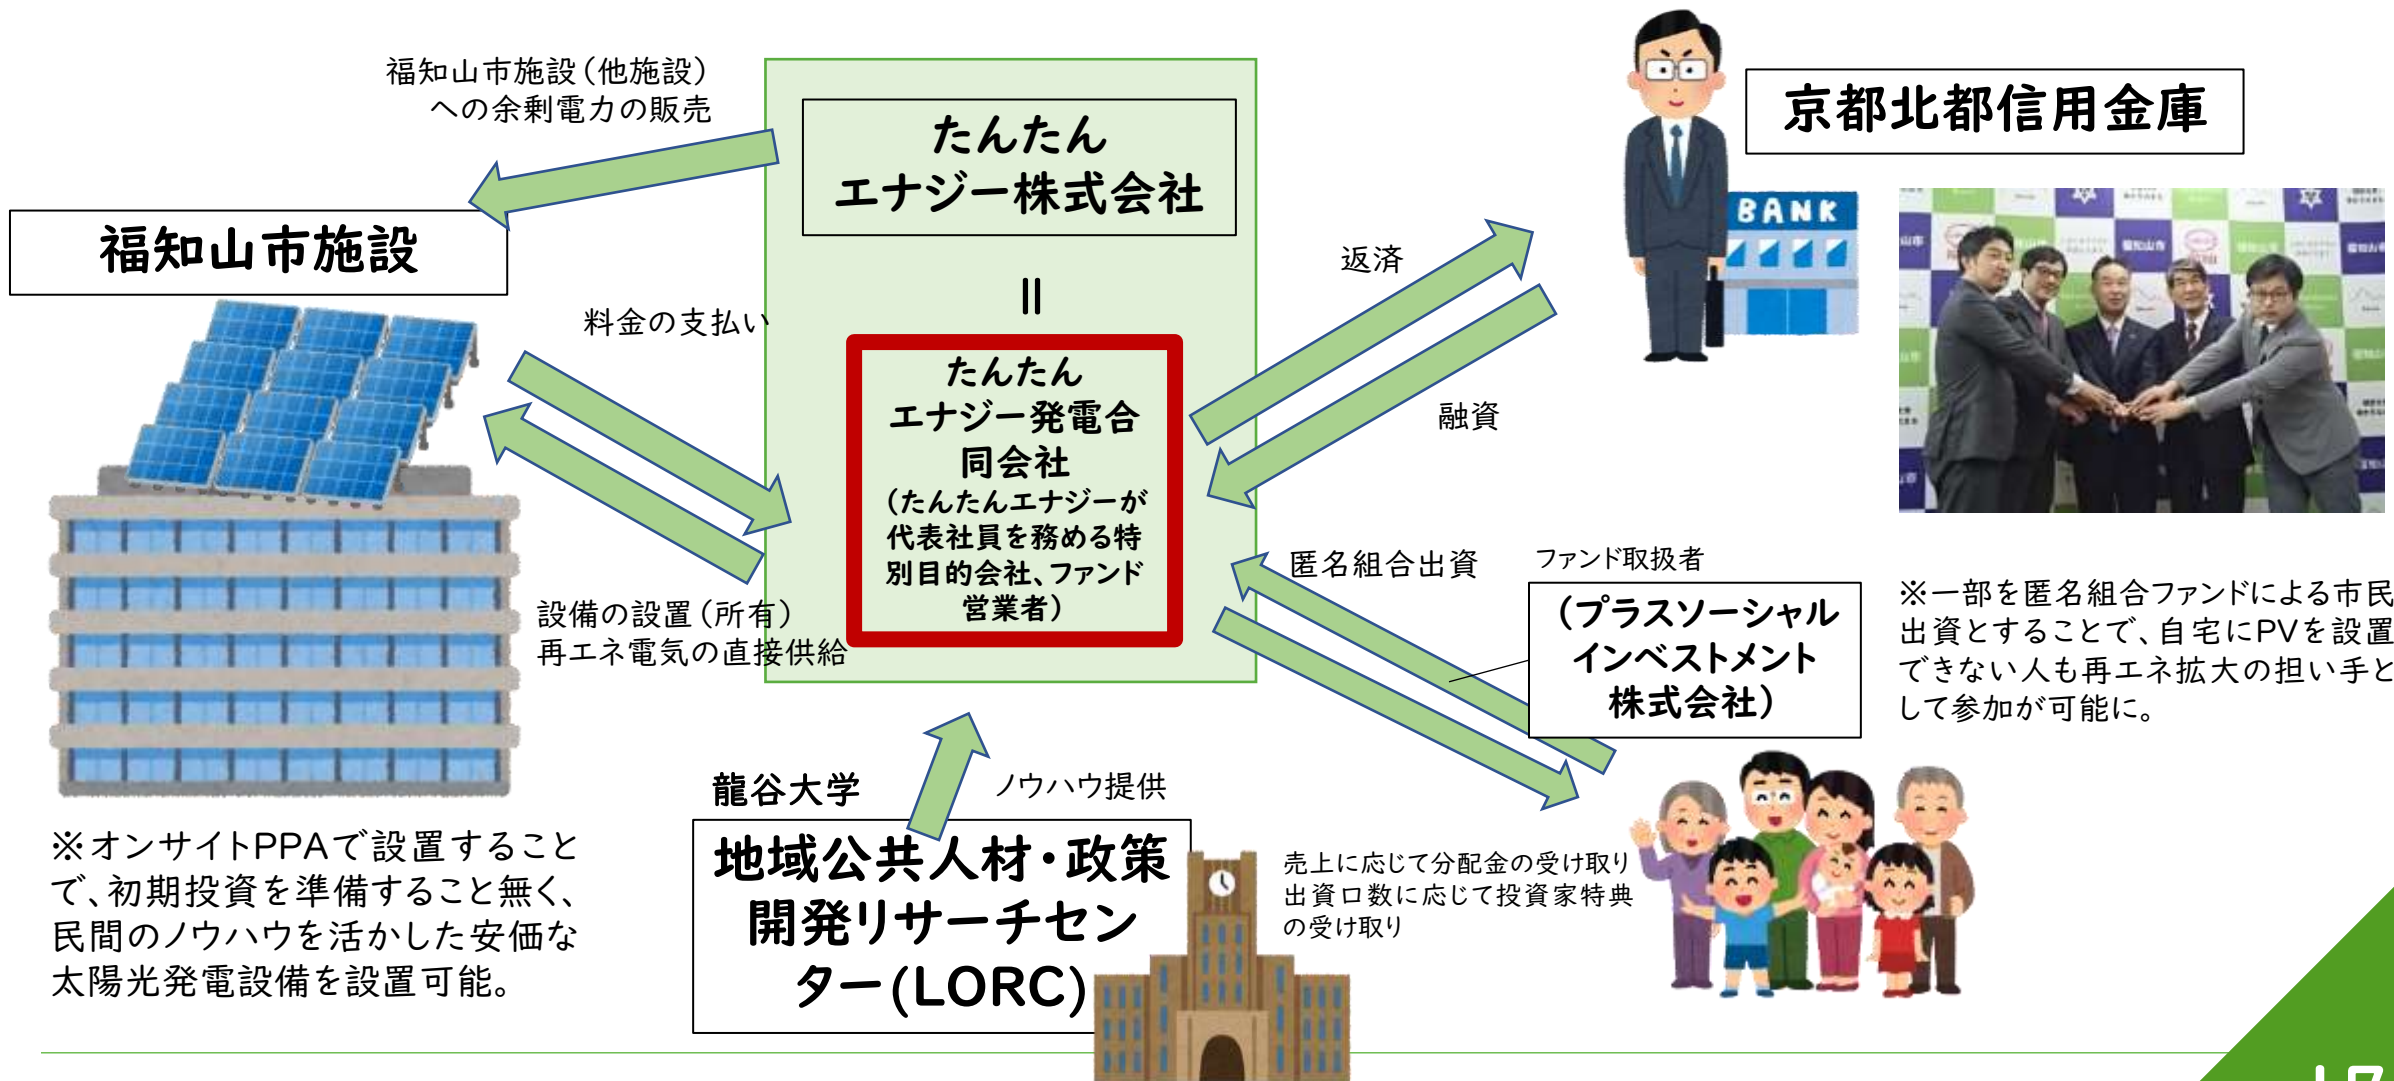 福知山市施設（他施設）
への余剰電力の販売
たんたん
エナジー株式会社
=
たんたん
エナジー発電合
同会社
（たんたんエナジーが
代表社員を務める特
別目的会社、ファンド
営業者）
京都北都信用金庫
BANK
福知山市施設
料金の支払い
設備の設置（所有）
再エネ電気の直接供給
返済
融資
匿名組合出資
ファンド取扱者
（プラスソーシャル
インベストメント
株式会社）
※一部を匿名組合ファンドによる市民
出資とすることで、自宅にPVを設置
できない人も再エネ拡大の担い手と
して参加が可能に。
※オンサイトPPAで設置すること
で、初期投資を準備すること無く、
民間のノウハウを活かした安価な
太陽光発電設備を設置可能。
龍谷大学
ノウハウ提供
地域公共人材・政策
開発リサーチセン
ター(LORC)
売上に応じて分配金の受け取り
出資口数に応じて投資家特典
の受け取り
福知山市